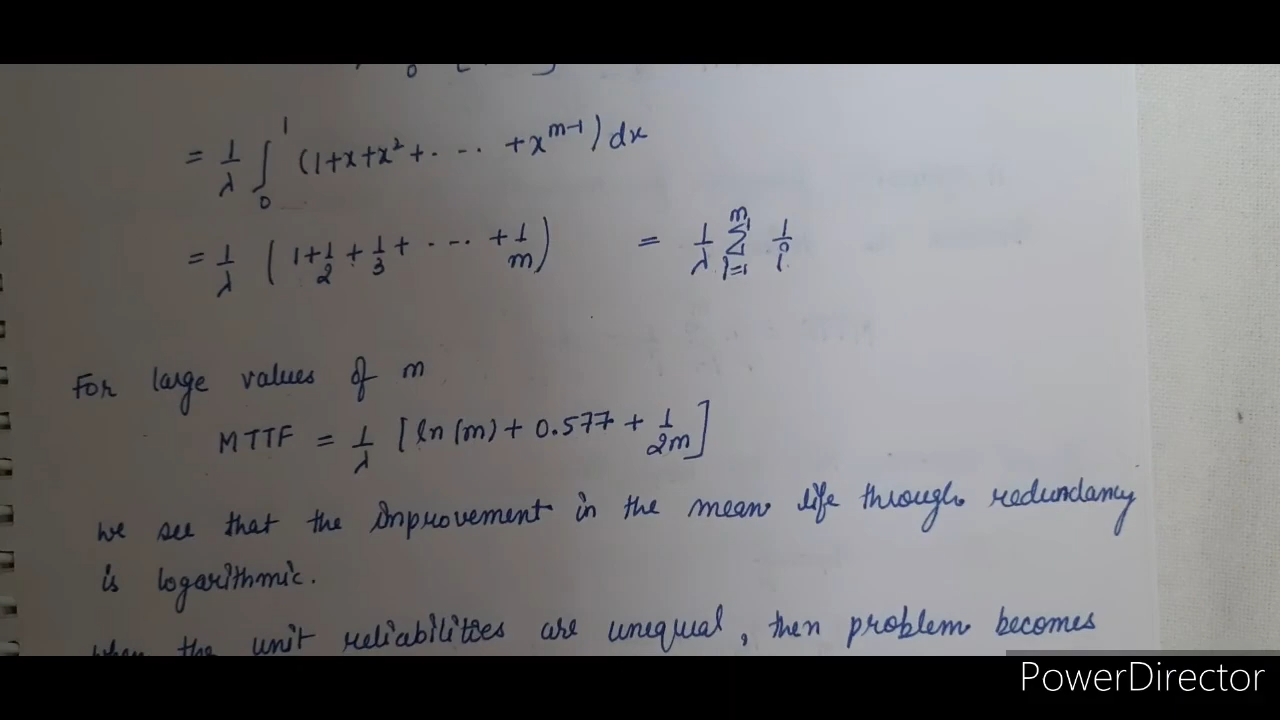 = 1/λ ∫₀¹ (1+x+x²+ · - · · +x^(m-1)) dx
= 1/λ (1+1/2+1/3+ · -- · +1/m) = 1/λ Σ_(i=1)^m 1/i
For large values of m
MTTF = 1/λ [ln(m)+ 0.577 + 1/2m]
we see that the Improvement in the mean life through redundancy
is logarithmic.
when the unit reliabilities are unequal, then problem becomes
PowerDirector